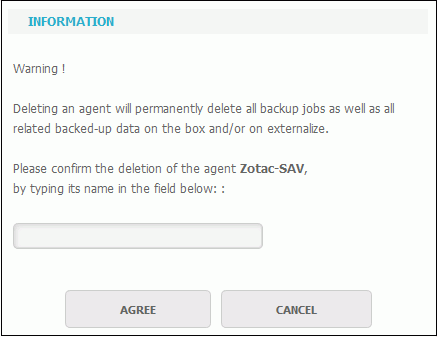 INFORMATION
Warning !
Deleting an agent will permanently delete all backup jobs as well as all
related backed-up data on the box and/or on externalize.
Please confirm the deletion of the agent Zotac-SAV,
by typing its name in the field below: :
AGREE
CANCEL